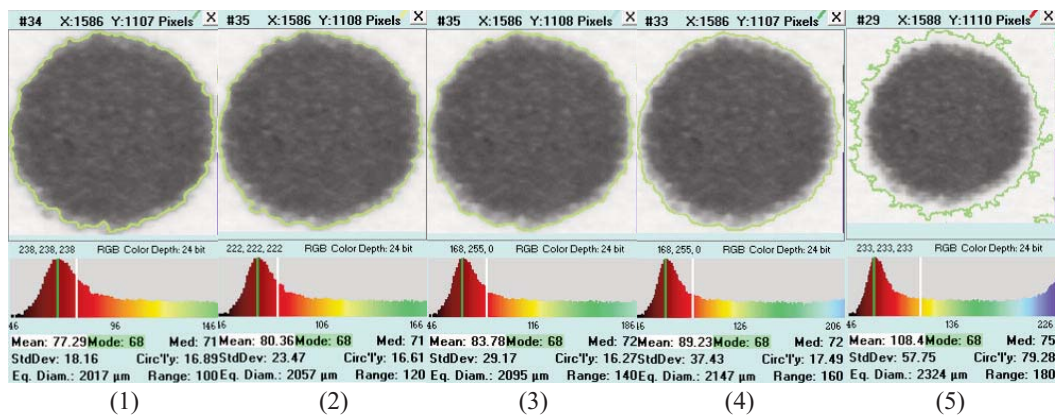 #34 X:1586 Y:1107 Pixels X
238, 238, 238 RGB Color Depth: 24 bit
46 96 146
Mean: 77.29 Mode: 68 Med: 71
StdDev: 18.16 Circ'l'y: 16.89
Eq. Diam.: 2017 µm Range: 100
(1)
#35 X:1586 Y:1108 Pixels X
222, 222, 222 RGB Color Depth: 24 bit
46 106 166
Mean: 80.36 Mode: 68 Med: 71
StdDev: 23.47 Circ'l'y: 16.61
Eq. Diam.: 2057 µm Range: 120
(2)
#35 X:1586 Y:1108 Pixels X
168, 255, 0 RGB Color Depth: 24 bit
46 116 186
Mean: 83.78 Mode: 68 Med: 72
StdDev: 29.17 Circ'l'y: 16.27
Eq. Diam.: 2095 µm Range: 140
(3)
#33 X:1586 Y:1107 Pixels X
168, 255, 0 RGB Color Depth: 24 bit
46 126 206
Mean: 89.23 Mode: 68 Med: 72
StdDev: 37.43 Circ'l'y: 17.49
Eq. Diam.: 2147 µm Range: 160
(4)
#29 X:1588 Y:1110 Pixels X
233, 233, 233 RGB Color Depth: 24 bit
46 136 226
Mean: 108.4 Mode: 68 Med: 75
StdDev: 57.75 Circ'l'y: 79.28
Eq. Diam.: 2324 µm Range: 180
(5)